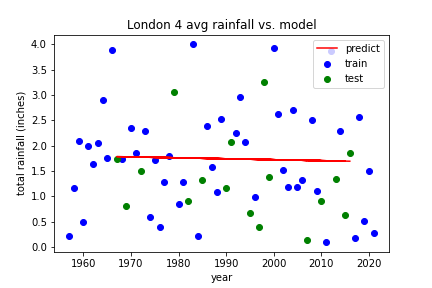 London 4 avg rainfall vs. model
predict
train
test
4.0
3.5
3.0
2.5
2.0
1.5
1.0
0.5
0.0
total rainfall (inches)
1960 1970 1980 1990 2000 2010 2020
year